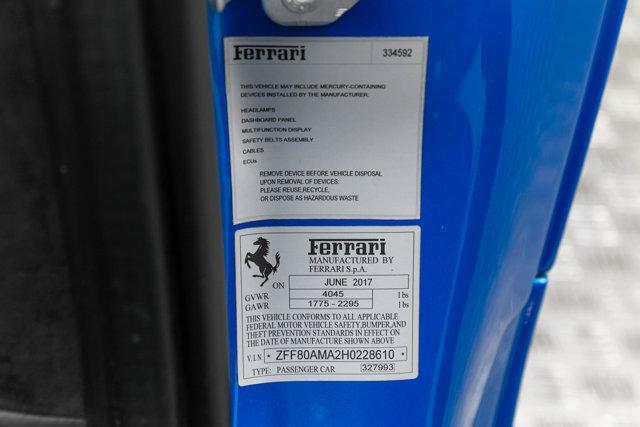 Ferrari 334592
THIS VEHICLE MAY INCLUDE MERCURY-CONTAINING
DEVICES INSTALLED BY THE MANUFACTURER:
HEADLAMPS
DASHBOARD PANEL
MULTIFUNCTION DISPLAY
SAFETY BELTS ASSEMBLY
CABLES
ECUs
REMOVE DEVICE BEFORE VEHICLE DISPOSAL
UPON REMOVAL OF DEVICES:
PLEASE REUSE,RECYCLE,
OR DISPOSE AS HAZARDOUS WASTE
Ferrari
MANUFACTURED BY
FERRARI S.p.A.
ON JUNE 2017
GVWR 4045 lbs
GAWR 1775 - 2295 lbs
THIS VEHICLE CONFORMS TO ALL APPLICABLE
FEDERAL MOTOR VEHICLE SAFETY,BUMPER,AND
THEFT PREVENTION STANDARDS IN EFFECT ON
THE DATE OF MANUFACTURE SHOWN ABOVE
V.I.N. * ZFF80AMA2H0228610 *
TYPE: PASSENGER CAR 327993